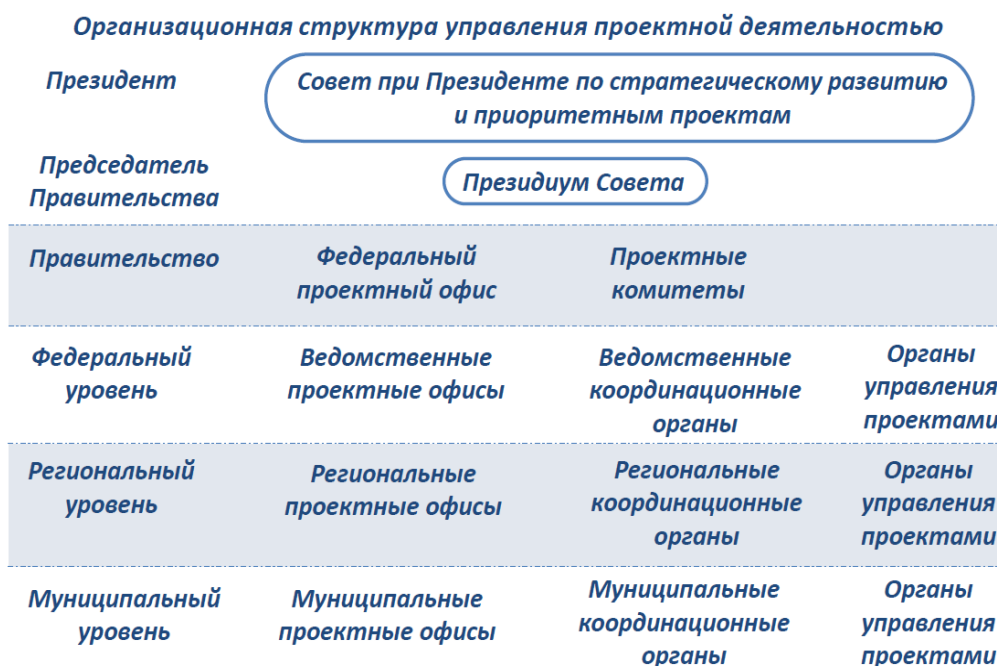 Организационная структура управления проектной деятельностью
Президент
Совет при Президенте по стратегическому развитию
и приоритетным проектам
Председатель
Правительства
Президиум Совета
Правительство
Федеральный
проектный офис
Проектные
комитеты
Федеральный
уровень
Ведомственные
проектные офисы
Ведомственные
координационные
органы
Органы
управления
проектами
Региональный
уровень
Региональные
проектные офисы
Региональные
координационные
органы
Органы
управления
проектами
Муниципальный
уровень
Муниципальные
проектные офисы
Муниципальные
координационные
органы
Органы
управления
проектами